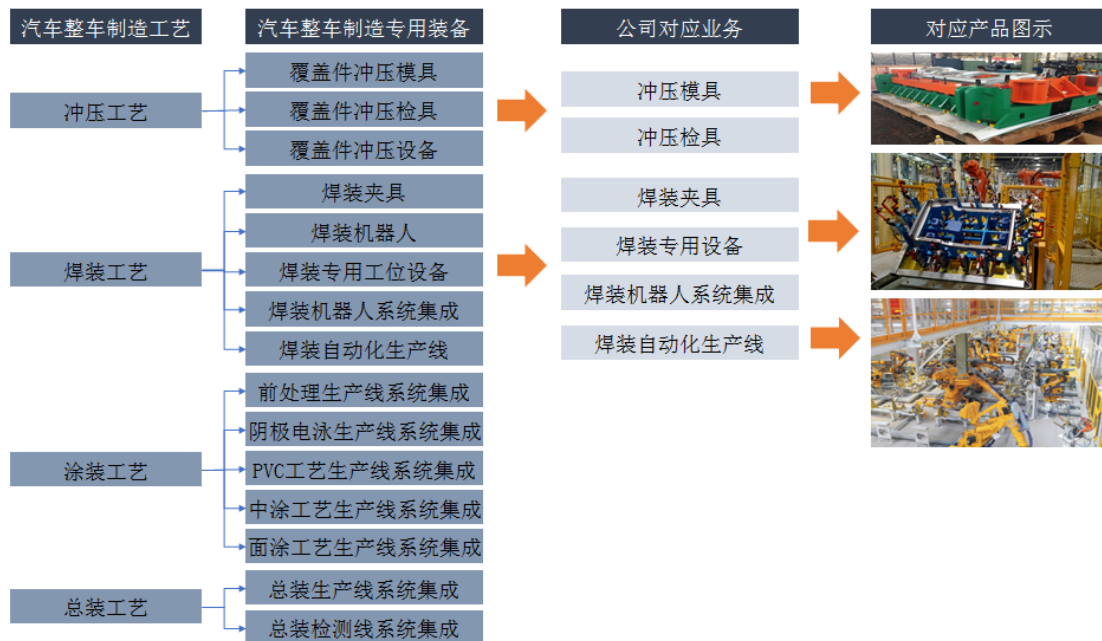 汽车整车制造工艺
汽车整车制造专用装备
公司对应业务
对应产品图示
冲压工艺
覆盖件冲压模具
覆盖件冲压检具
覆盖件冲压设备
冲压模具
冲压检具
焊装工艺
焊装夹具
焊装机器人
焊装专用工位设备
焊装机器人系统集成
焊装自动化生产线
焊装夹具
焊装专用设备
焊装机器人系统集成
焊装自动化生产线
涂装工艺
前处理生产线系统集成
阴极电泳生产线系统集成
PVC工艺生产线系统集成
中涂工艺生产线系统集成
面涂工艺生产线系统集成
总装工艺
总装生产线系统集成
总装检测线系统集成